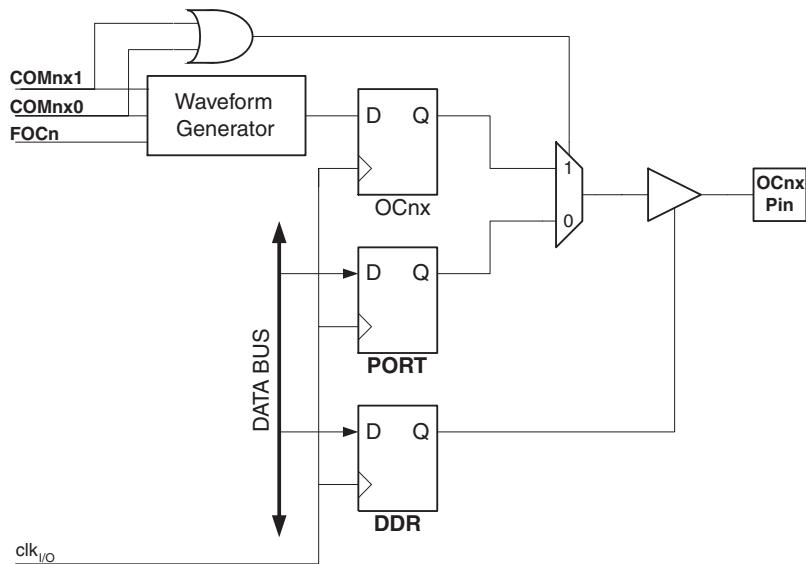 COMnx1
COMnx0
FOCn
Waveform
Generator
D Q
OCnx
1
0
OCnx
Pin
DATA BUS
D Q
PORT
D Q
DDR
clkI/O